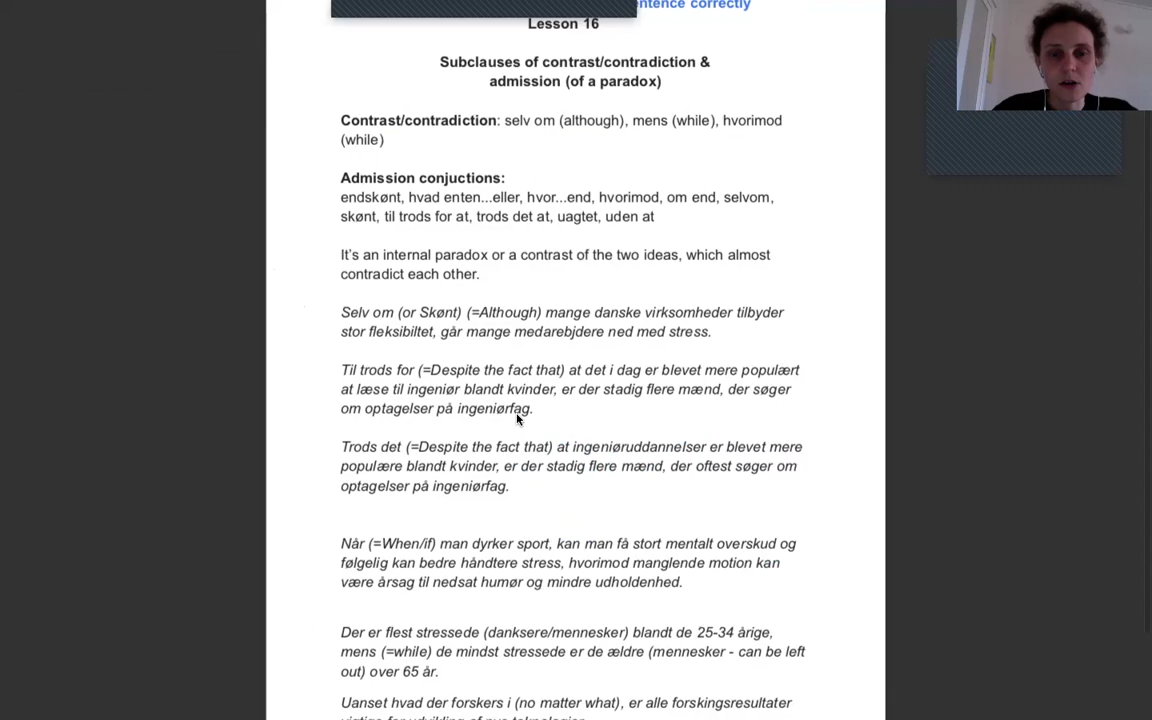 ntence correctly
Lesson 16
Subclauses of contrast/contradiction &
admission (of a paradox)
Contrast/contradiction: selv om (although), mens (while), hvorimod
(while)
Admission conjuctions:
endskønt, hvad enten...eller, hvor...end, hvorimod, om end, selvom,
skønt, til trods for at, trods det at, uagtet, uden at
It's an internal paradox or a contrast of the two ideas, which almost
contradict each other.
Selv om (or Skønt) (=Although) mange danske virksomheder tilbyder
stor fleksibiltet, går mange medarebjdere ned med stress.
Til trods for (=Despite the fact that) at det i dag er blevet mere populært
at læse til ingeniør blandt kvinder, er der stadig flere mænd, der søger
om optagelser på ingeniørfag.
Trods det (=Despite the fact that) at ingeniøruddannelser er blevet mere
populære blandt kvinder, er der stadig flere mænd, der oftest søger om
optagelser på ingeniørfag.
Når (=When/if) man dyrker sport, kan man få stort mentalt overskud og
følgelig kan bedre håndtere stress, hvorimod manglende motion kan
være årsag til nedsat humør og mindre udholdenhed.
Der er flest stressede (danksere/mennesker) blandt de 25-34 årige,
mens (=while) de mindst stressede er de ældre (mennesker - can be left
out) over 65 år.
Uanset hvad der forskers i (no matter what), er alle forskingsresultater